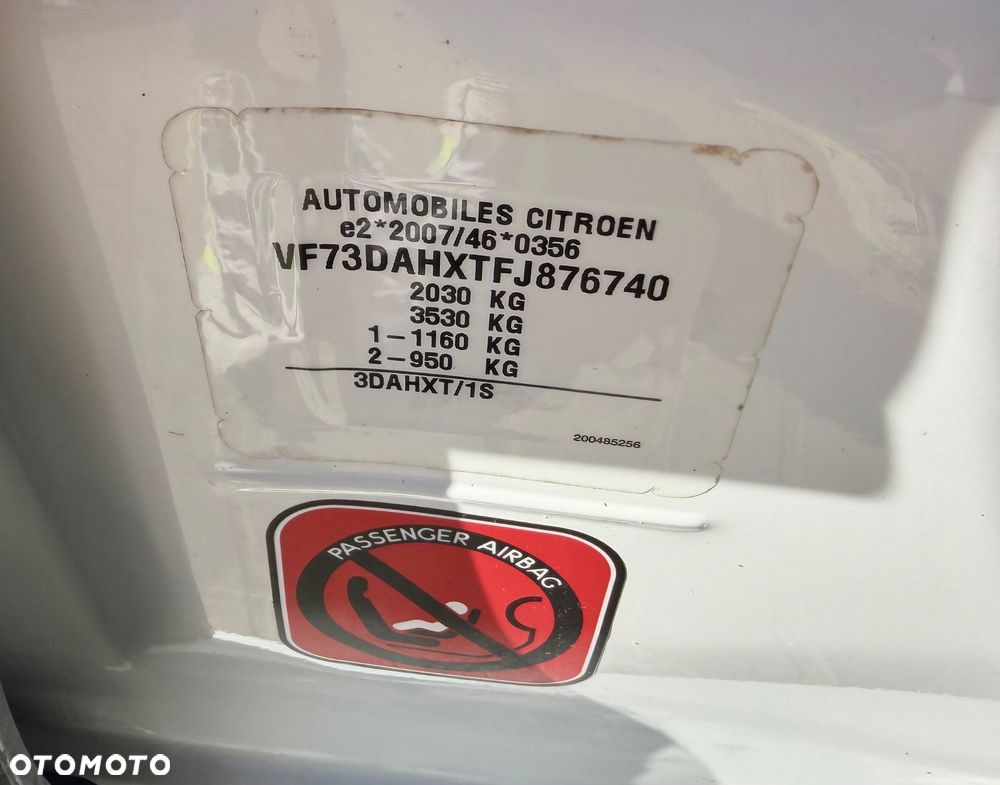 AUTOMOBILES CITROEN
e2*2007/46*0356
VF73DAHXTFJ876740
2030 KG
3530 KG
1-1160 KG
2-950 KG
3DAHXT/1S
200485256
PASSENGER AIRBAG
OTOMOTO